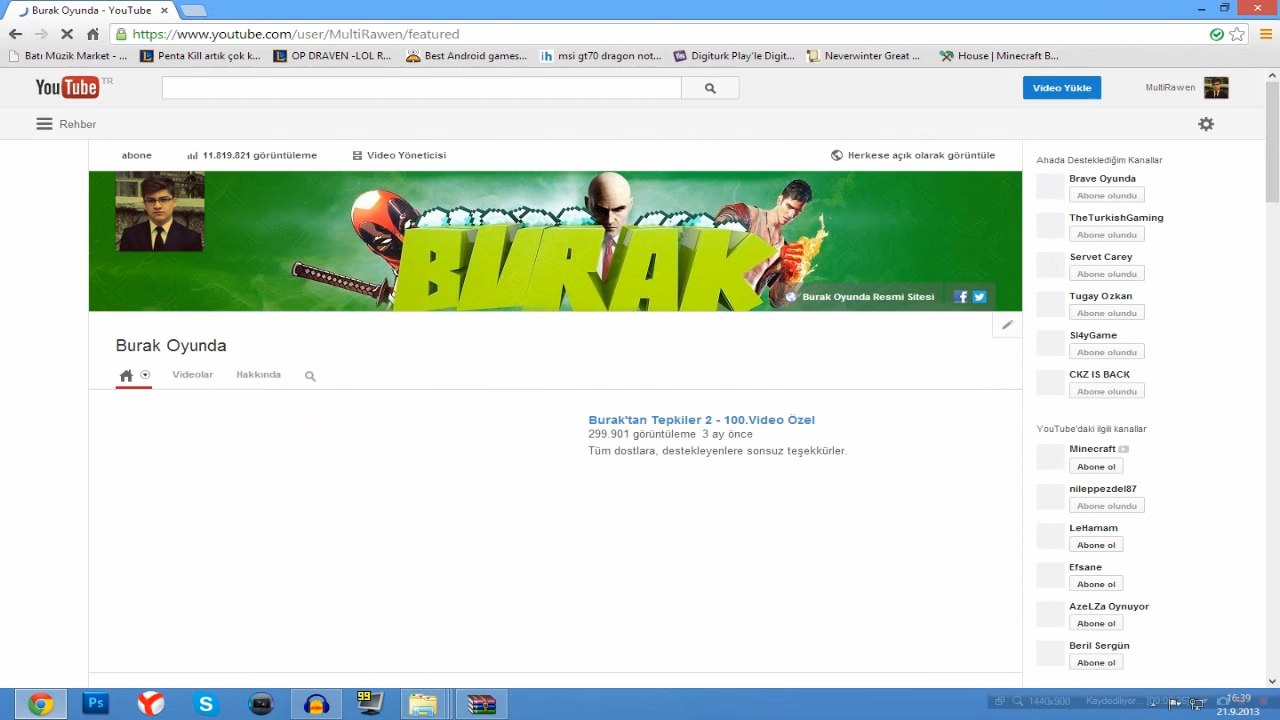 Burak Oyunda - YouTube
https://www.youtube.com/user/MultiRawen/featured
Batı Müzik Market - ...
Penta Kill artık çok k...
OP DRAVEN -LOL R...
Best Android games...
msi gt70 dragon not...
Digiturk Play'le Digit...
Neverwinter Great ...
House | Minecraft B...
YouTube TR
Video Yükle
MultiRawen
Rehber
abone
11.819.821 görüntüleme
Video Yöneticisi
Herkese açık olarak görüntüle
BURAK
Burak Oyunda Resmi Sitesi
Burak Oyunda
Videolar
Hakkında
Burak'tan Tepkiler 2 - 100.Video Özel
299.901 görüntüleme 3 ay önce
Tüm dostlara, destekleyenlere sonsuz teşekkürler.
Ahada Desteklediğim Kanallar
Brave Oyunda
Abone olundu
TheTurkishGaming
Abone olundu
Servet Carey
Abone olundu
Tugay Ozkan
Abone olundu
Sl4yGame
Abone olundu
CKZ IS BACK
Abone olundu
YouTube'daki ilgili kanallar
Minecraft
Abone ol
nileppezdel87
Abone olundu
LeHamam
Abone ol
Efsane
Abone ol
AzeLZa Oynuyor
Abone ol
Beril Sergün
Abone ol
Ps
99
1440x900
Kaydediliyor...
16:39
21.9.2013